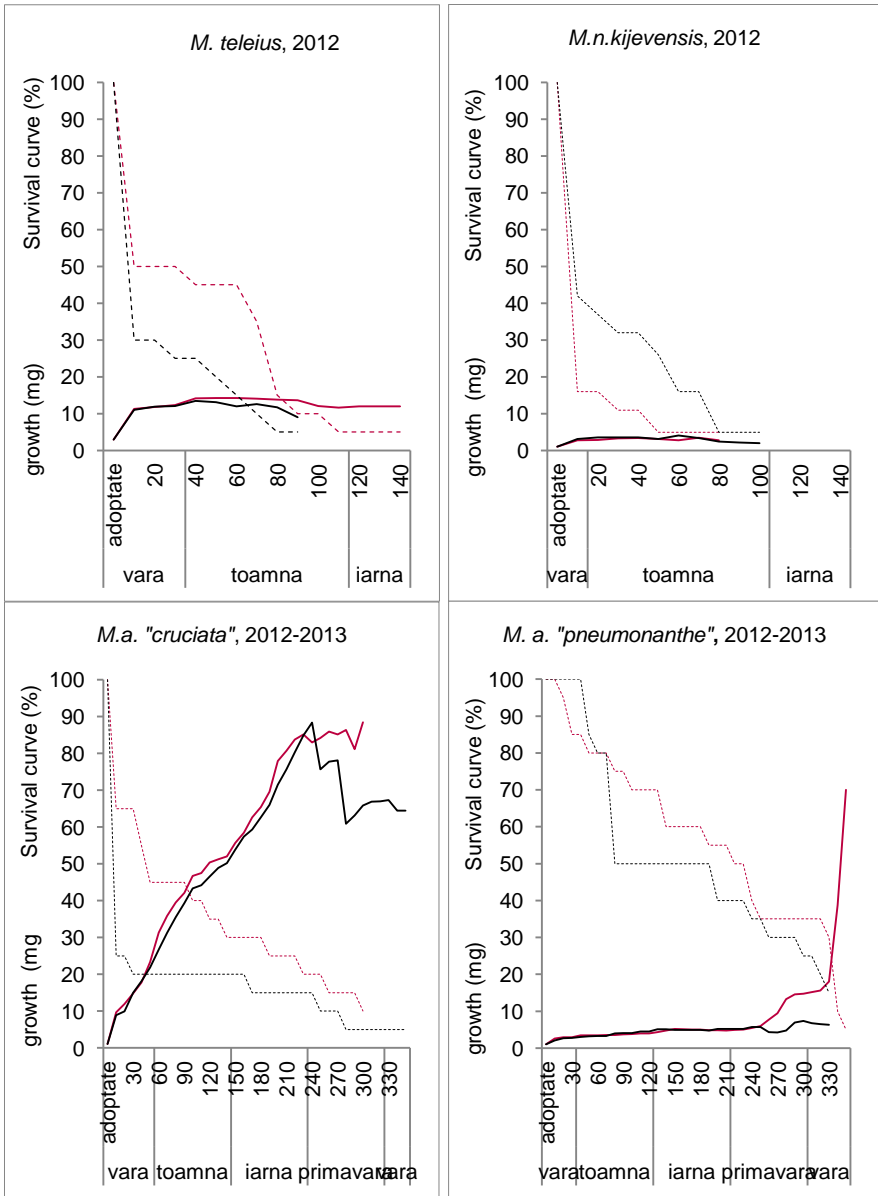 M. teleius, 2012
Survival curve (%)
growth (mg)
100
90
80
70
60
50
40
30
20
10
0
adoptate
20
40
60
80
100
120
140
vara
toamna
iarna
M.n.kijevensis, 2012
Survival curve (%)
growth (mg)
100
90
80
70
60
50
40
30
20
10
0
adoptate
20
40
60
80
100
120
140
vara
toamna
iarna
M.a. "cruciata", 2012-2013
Survival curve (%)
growth (mg
100
90
80
70
60
50
40
30
20
10
0
adoptate
30
60
90
120
150
180
210
240
270
300
330
vara
toamna
iarna
primavara
vara
M. a. "pneumonanthe", 2012-2013
Survival curve (%)
growth (mg)
100
90
80
70
60
50
40
30
20
10
0
adoptate
30
60
90
120
150
180
210
240
270
300
330
vara
toamna
iarna
primavara
vara